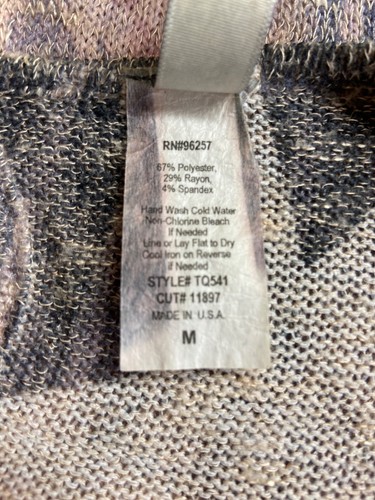 RN#96257
67% Polyester,
29% Rayon,
4% Spandex
Hand Wash Cold Water
Non-Chlorine Bleach
If Needed
Line or Lay Flat to Dry
Cool Iron on Reverse
if Needed
STYLE# TQ541
CUT# 11897
MADE IN U.S.A.
M